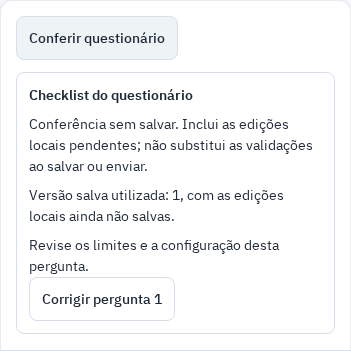 Conferir questionário
Checklist do questionário
Conferência sem salvar. Inclui as edições
locais pendentes; não substitui as validações
ao salvar ou enviar.
Versão salva utilizada: 1, com as edições
locais ainda não salvas.
Revise os limites e a configuração desta
pergunta.
Corrigir pergunta 1